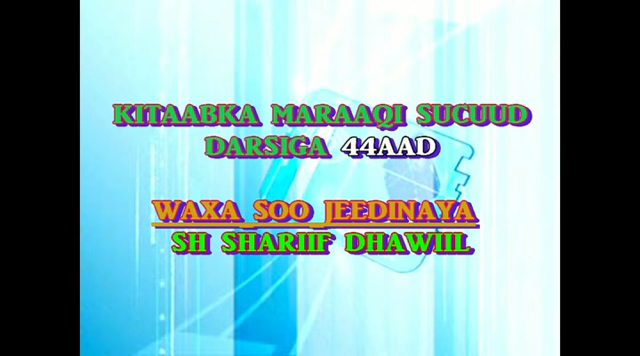 KITAABKA MARAAQI SUCUUD
DARSIGA 44AAD
WAXA SOO JEEDINAYA
SH SHARIIF DHAWIIL